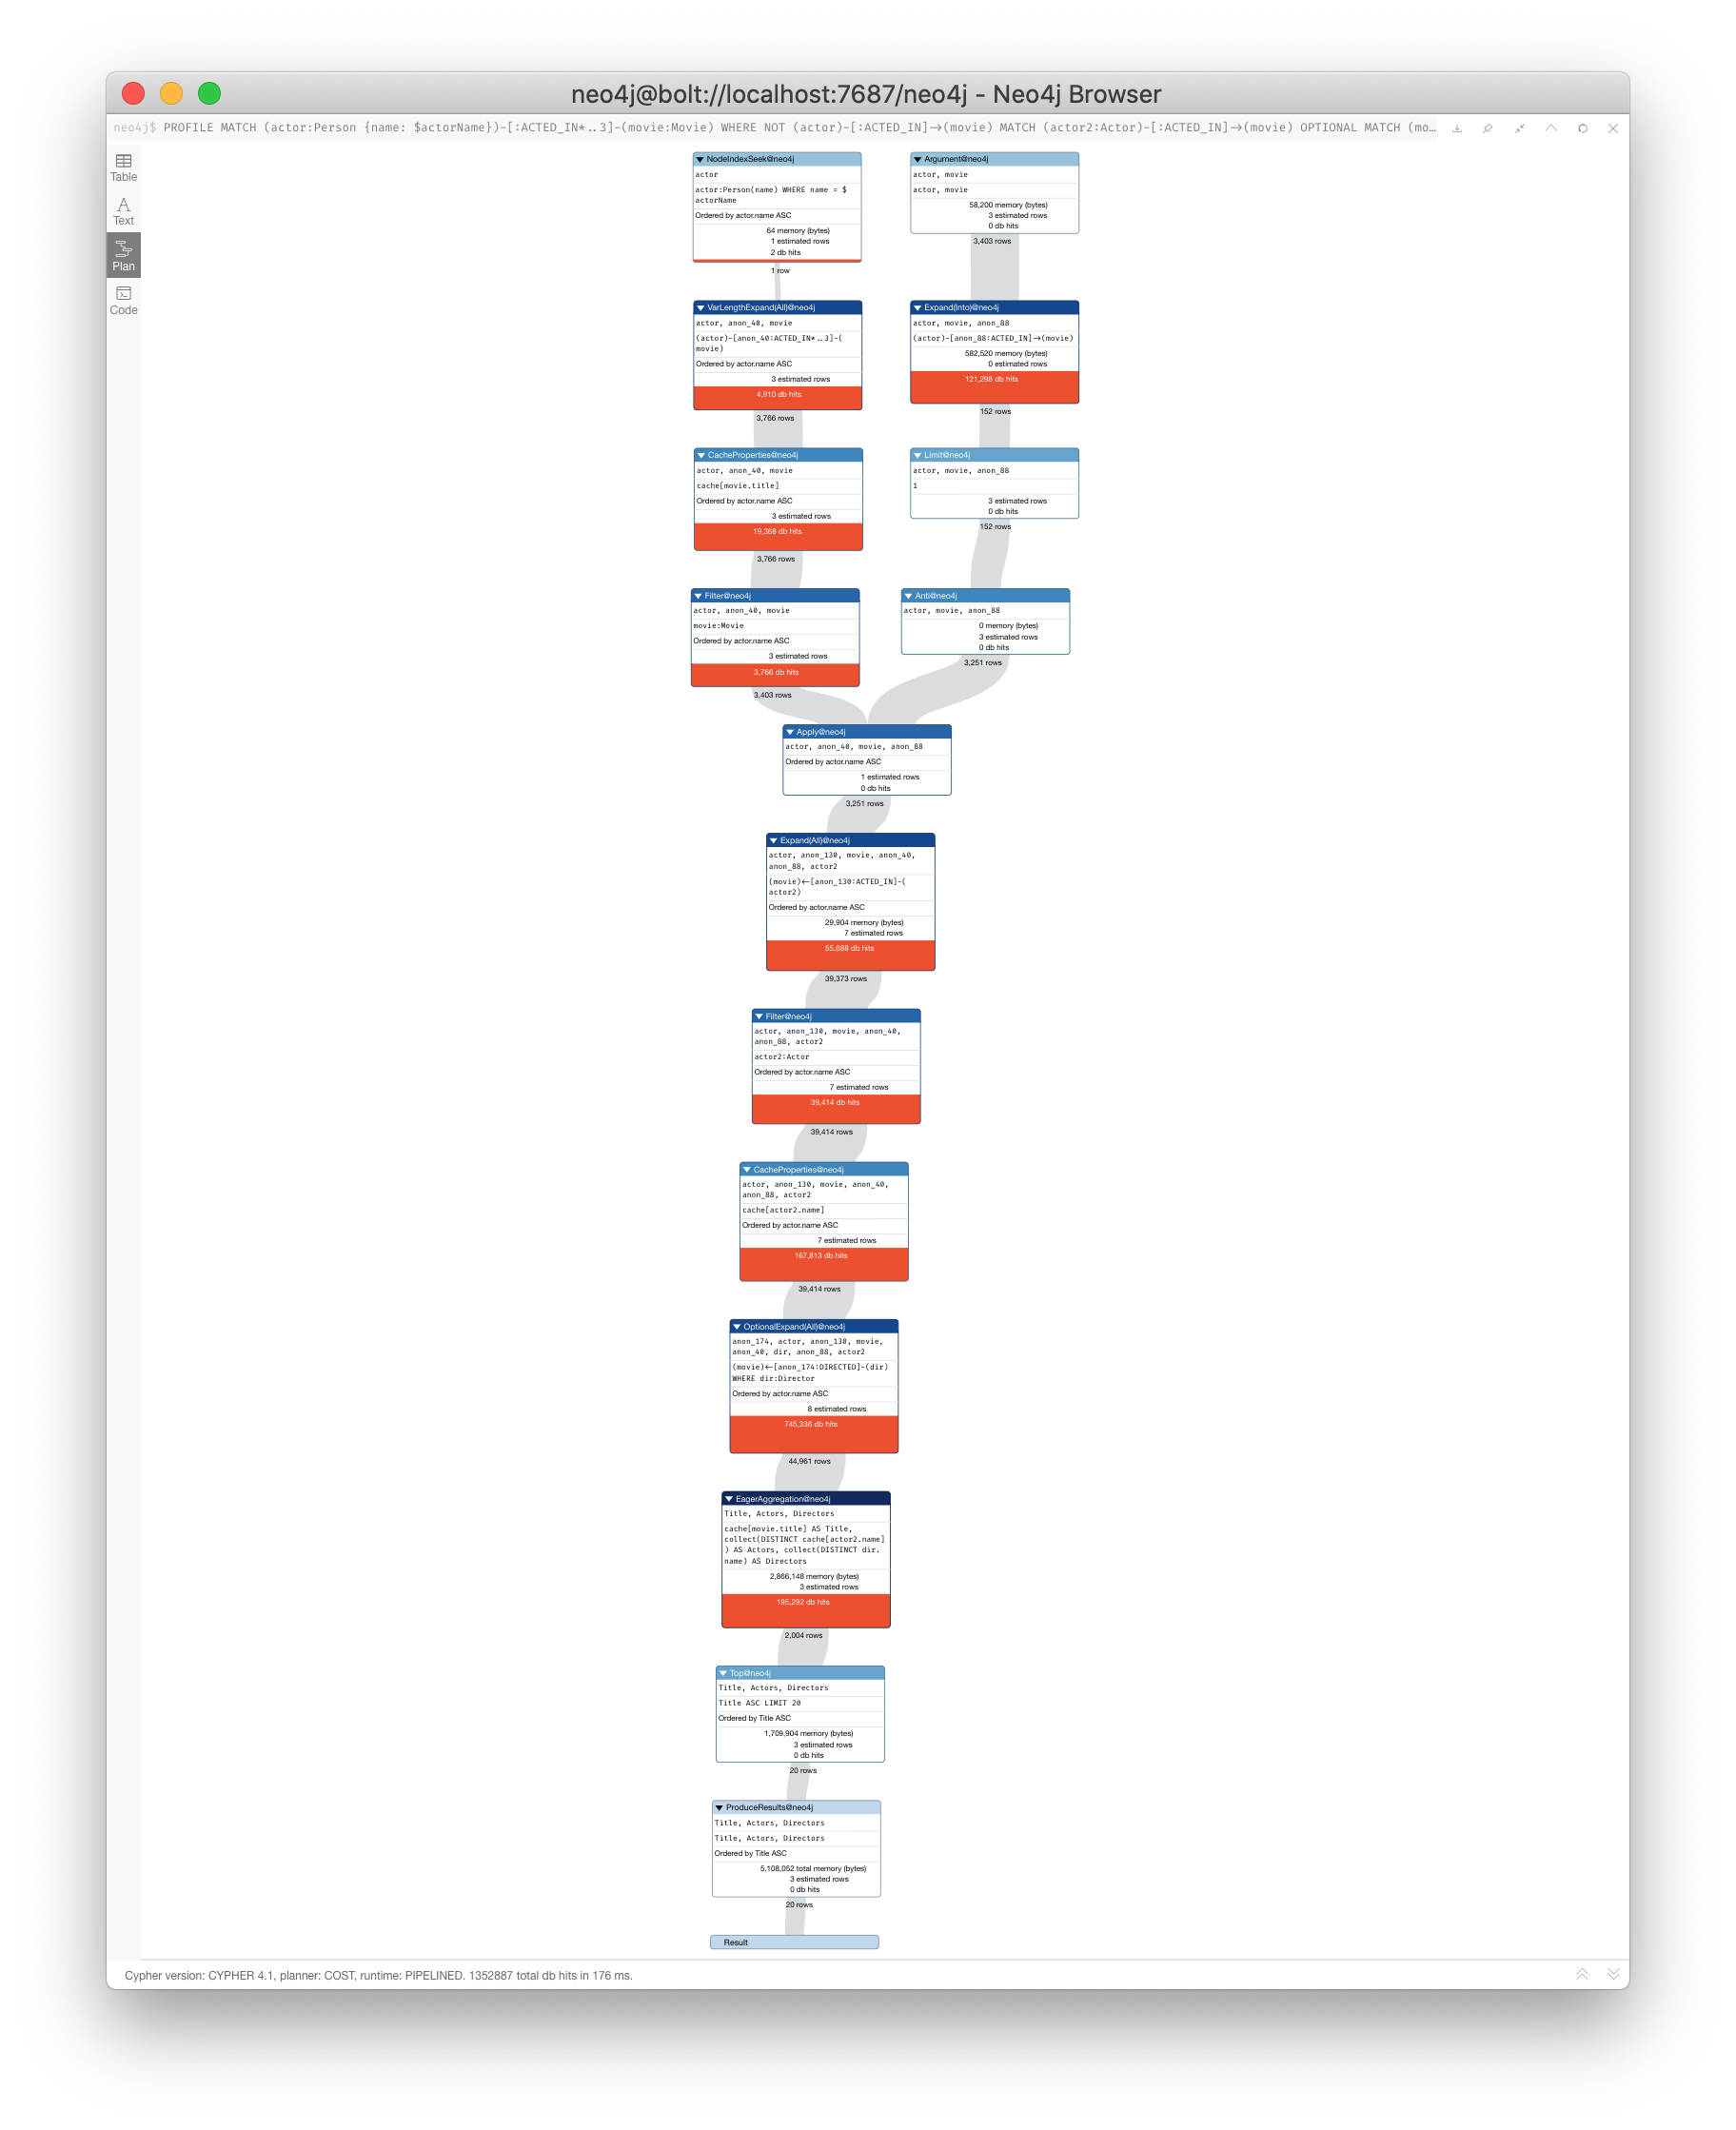 neo4j@bolt://localhost:7687/neo4j - Neo4j Browser
neo4j$ PROFILE MATCH (actor:Person {name: $actorName})-[:ACTED_IN*..3]-(movie:Movie) WHERE NOT (actor)-[:ACTED_IN]→(movie) MATCH (actor2:Actor)-[:ACTED_IN]→(movie) OPTIONAL MATCH (mo…
Table
Text
Plan
Code
NodeIndexSeek@neo4j
actor
actor:Person(name) WHERE name = $
actorName
Ordered by actor.name ASC
64 memory (bytes)
1 estimated rows
2 db hits
1 row
Argument@neo4j
actor, movie
actor, movie
58,200 memory (bytes)
3 estimated rows
0 db hits
3,403 rows
VarLengthExpand(All)@neo4j
actor, anon_40, movie
(actor)-[anon_40:ACTED_IN*..3]-(
movie)
Ordered by actor.name ASC
3 estimated rows
4,910 db hits
3,766 rows
Expand(Into)@neo4j
actor, movie, anon_88
(actor)-[anon_88:ACTED_IN]→(movie)
582,520 memory (bytes)
0 estimated rows
121,298 db hits
152 rows
CacheProperties@neo4j
actor, anon_40, movie
cache[movie.title]
Ordered by actor.name ASC
3 estimated rows
19,368 db hits
3,766 rows
Limit@neo4j
actor, movie, anon_88
1
3 estimated rows
0 db hits
152 rows
Filter@neo4j
actor, anon_40, movie
movie:Movie
Ordered by actor.name ASC
3 estimated rows
3,766 db hits
3,403 rows
Anti@neo4j
actor, movie, anon_88
0 memory (bytes)
3 estimated rows
0 db hits
3,251 rows
Apply@neo4j
actor, anon_40, movie, anon_88
Ordered by actor.name ASC
1 estimated rows
0 db hits
3,251 rows
Expand(All)@neo4j
actor, anon_130, movie, anon_40,
anon_88, actor2
(movie)←[anon_130:ACTED_IN]-(
actor2)
Ordered by actor.name ASC
29,904 memory (bytes)
7 estimated rows
55,688 db hits
39,373 rows
Filter@neo4j
actor, anon_130, movie, anon_40,
anon_88, actor2
actor2:Actor
Ordered by actor.name ASC
7 estimated rows
39,414 db hits
39,414 rows
CacheProperties@neo4j
actor, anon_130, movie, anon_40,
anon_88, actor2
cache[actor2.name]
Ordered by actor.name ASC
7 estimated rows
167,813 db hits
39,414 rows
OptionalExpand(All)@neo4j
anon_174, actor, anon_130, movie,
anon_40, dir, anon_88, actor2
(movie)←[anon_174:DIRECTED]-(dir)
WHERE dir:Director
Ordered by actor.name ASC
8 estimated rows
745,336 db hits
44,961 rows
EagerAggregation@neo4j
Title, Actors, Directors
cache[movie.title] AS Title,
collect(DISTINCT cache[actor2.name]
) AS Actors, collect(DISTINCT dir.
name) AS Directors
2,866,148 memory (bytes)
3 estimated rows
195,292 db hits
2,004 rows
Top@neo4j
Title, Actors, Directors
Title ASC LIMIT 20
Ordered by Title ASC
1,709,904 memory (bytes)
3 estimated rows
0 db hits
20 rows
ProduceResults@neo4j
Title, Actors, Directors
Title, Actors, Directors
Ordered by Title ASC
5,108,052 total memory (bytes)
3 estimated rows
0 db hits
20 rows
Result
Cypher version: CYPHER 4.1, planner: COST, runtime: PIPELINED. 1352887 total db hits in 176 ms.